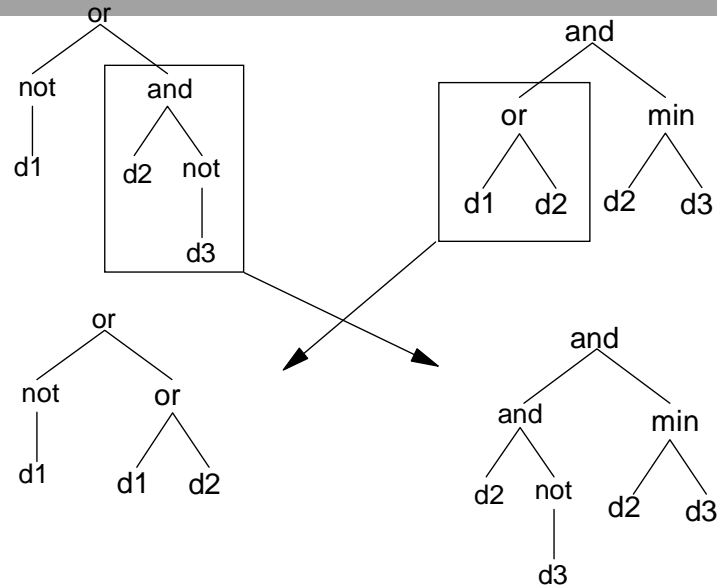 or
and
not
and
or
min
d1
d2
not
d1
d2
d2
d3
d3
or
and
not
or
and
min
d1
d1
d2
d2
not
d2
d3
d3